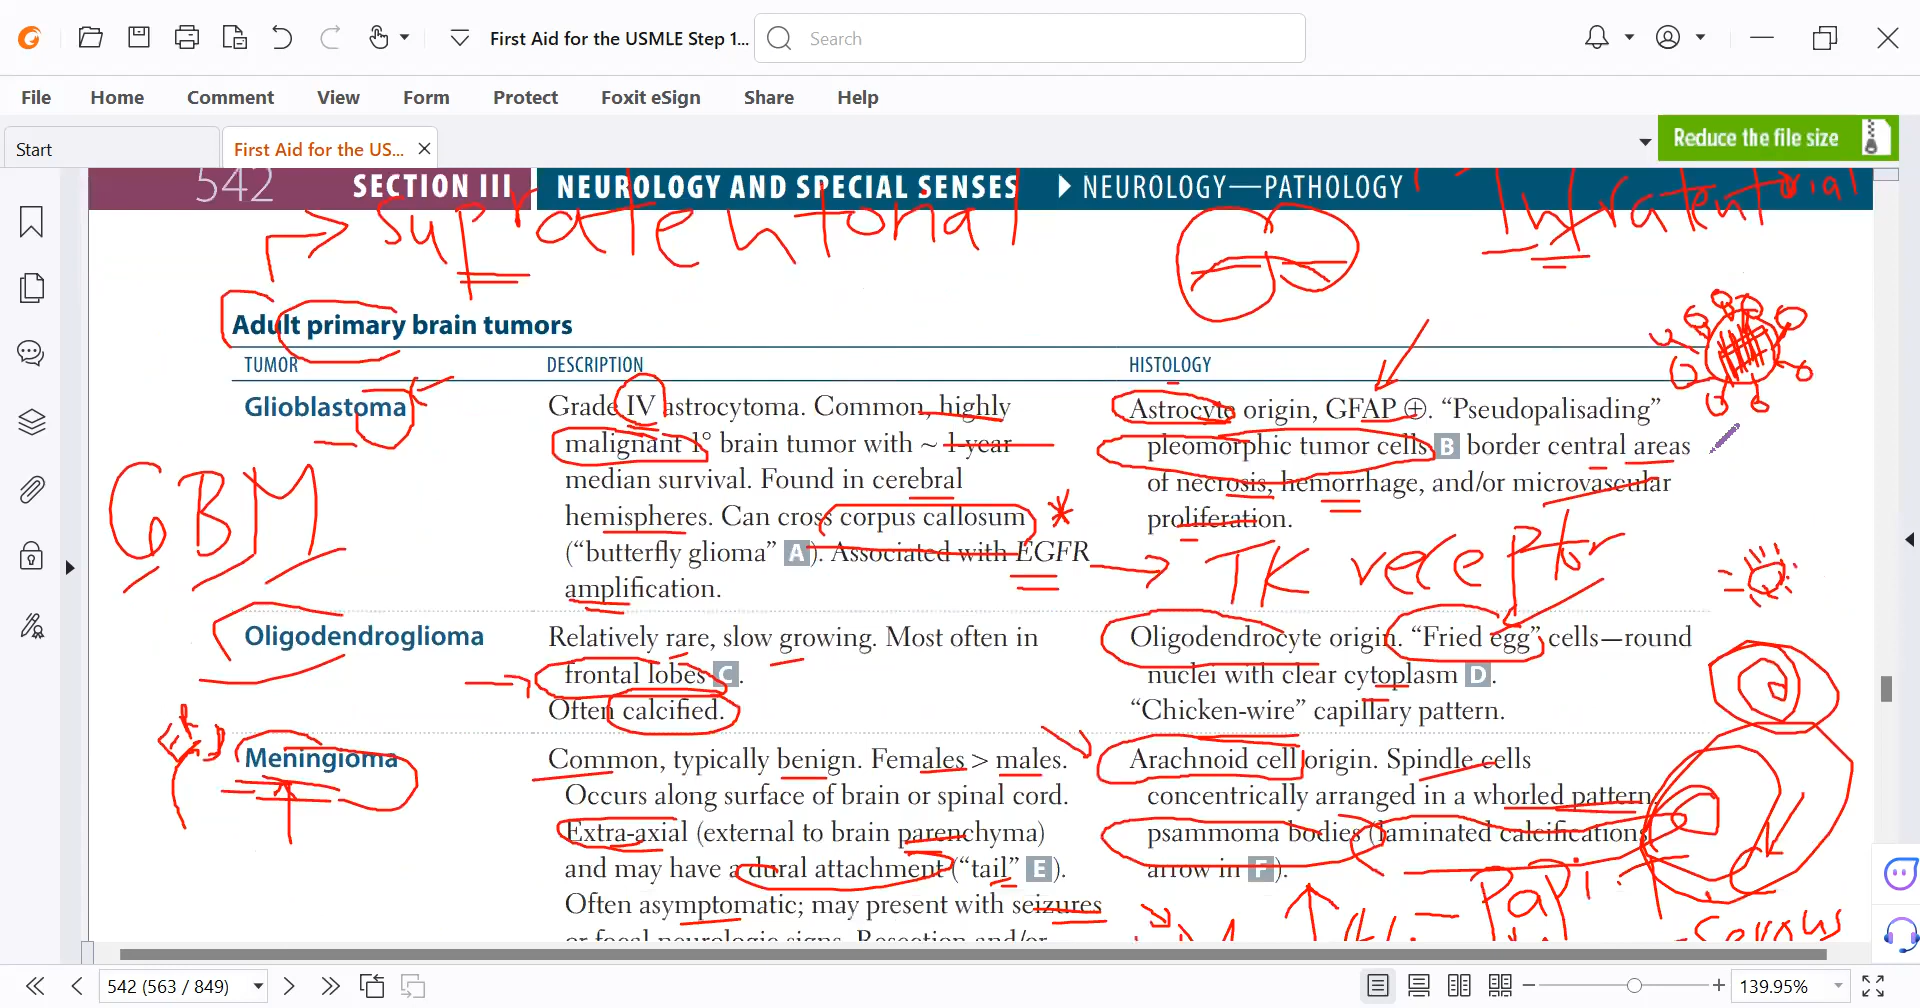 First Aid for the USMLE Step 1...
Search
File Home Comment View Form Protect Foxit eSign Share Help
Start
First Aid for the US...
Reduce the file size
542 SECTION III NEUROLOGY AND SPECIAL SENSES ▶ NEUROLOGY—PATHOLOGY
Supratentorial
Infratentorial
Adult primary brain tumors
TUMOR DESCRIPTION HISTOLOGY
Glioblastoma
Grade IV astrocytoma. Common, highly
malignant 1° brain tumor with ~ 1-year
median survival. Found in cerebral
hemispheres. Can cross corpus callosum
(“butterfly glioma” A). Associated with EGFR
amplification.
Astrocyte origin, GFAP ⊕. “Pseudopalisading”
pleomorphic tumor cells B border central areas
of necrosis, hemorrhage, and/or microvascular
proliferation.
GBM
TK receptor
Oligodendroglioma
Relatively rare, slow growing. Most often in
frontal lobes C.
Often calcified.
Oligodendrocyte origin. “Fried egg” cells—round
nuclei with clear cytoplasm D.
“Chicken-wire” capillary pattern.
Meningioma
Common, typically benign. Females > males.
Occurs along surface of brain or spinal cord.
Extra-axial (external to brain parenchyma)
and may have a dural attachment (“tail” E).
Often asymptomatic; may present with seizures
or focal neurologic signs. Resection and/or
Arachnoid cell origin. Spindle cells
concentrically arranged in a whorled pattern;
psammoma bodies (laminated calcifications,
arrow in F).
Papi.
Serous
542 (563 / 849)
139.95%